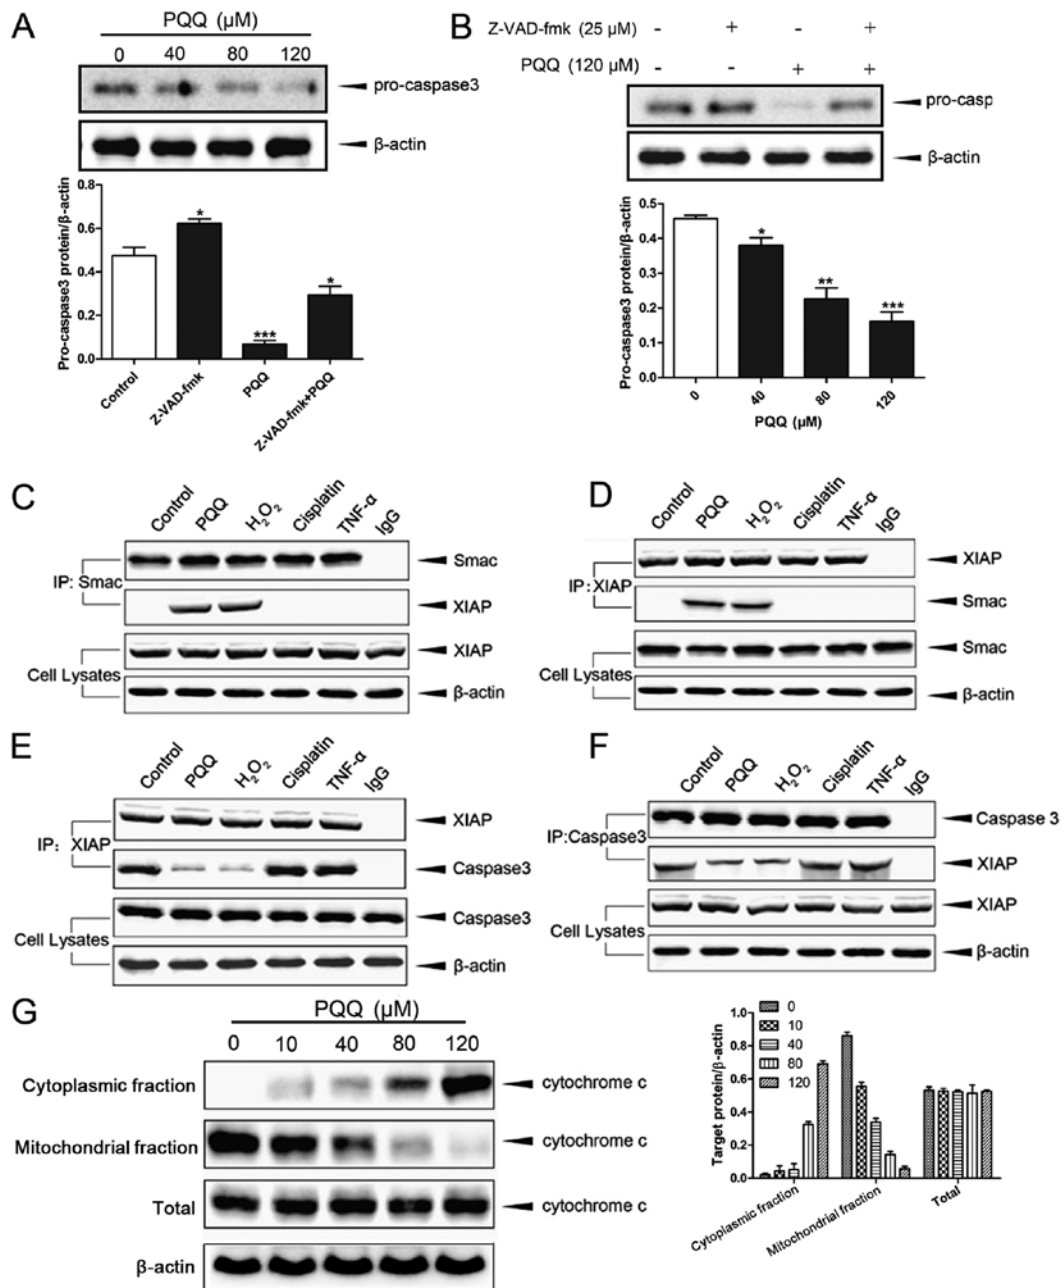 A
PQQ (μM)
0 40 80 120
pro-caspase3
β-actin
Pro-caspase3 protein/β-actin
0.8
0.6
0.4
0.2
0.0
*
***
*
Control
Z-VAD-fmk
PQQ
Z-VAD-fmk+PQQ
B
Z-VAD-fmk (25 μM) - + - +
PQQ (120 μM) - - + +
pro-casp
β-actin
Pro-caspase3 protein/β-actin
0.5
0.4
0.3
0.2
0.1
0.0
*
**
***
0
40
80
120
PQQ (μM)
C
Control PQQ H2O2 Cisplatin TNF-α IgG
IP: Smac
Smac
XIAP
Cell Lysates
XIAP
β-actin
D
Control PQQ H2O2 Cisplatin TNF-α IgG
IP:XIAP
XIAP
Smac
Cell Lysates
Smac
β-actin
E
Control PQQ H2O2 Cisplatin TNF-α IgG
IP: XIAP
XIAP
Caspase3
Cell Lysates
Caspase3
β-actin
F
Control PQQ H2O2 Cisplatin TNF-α IgG
IP:Caspase3
Caspase 3
XIAP
Cell Lysates
XIAP
β-actin
G
PQQ (μM)
0 10 40 80 120
Cytoplasmic fraction cytochrome c
Mitochondrial fraction cytochrome c
Total cytochrome c
β-actin
Target protein/β-actin
1.0
0.8
0.6
0.4
0.2
0.0
0
10
40
80
120
Cytoplasmic fraction
Mitochondrial fraction
Total